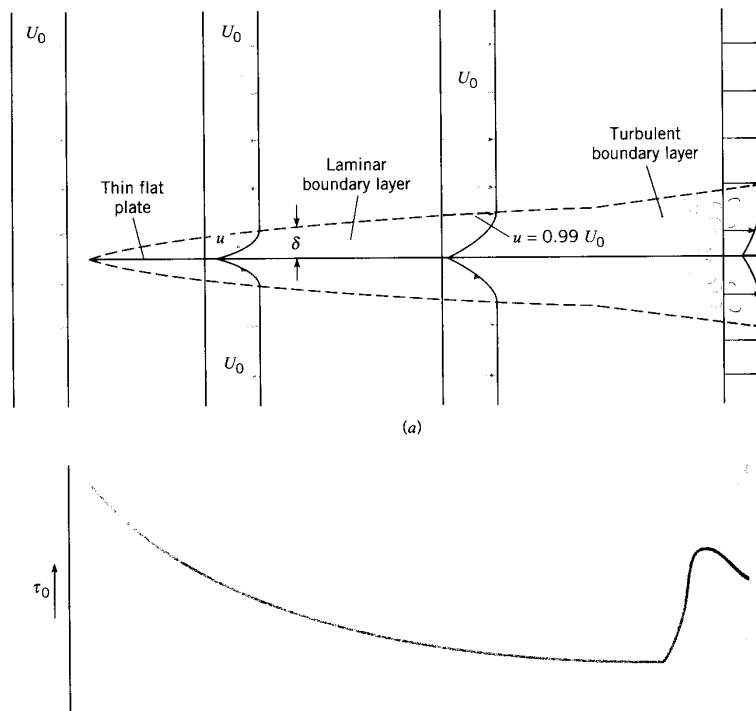 U₀
U₀
U₀
Turbulent
boundary layer
Laminar
boundary layer
Thin flat
plate
u
δ
u = 0.99 U₀
U₀
(a)
τ₀